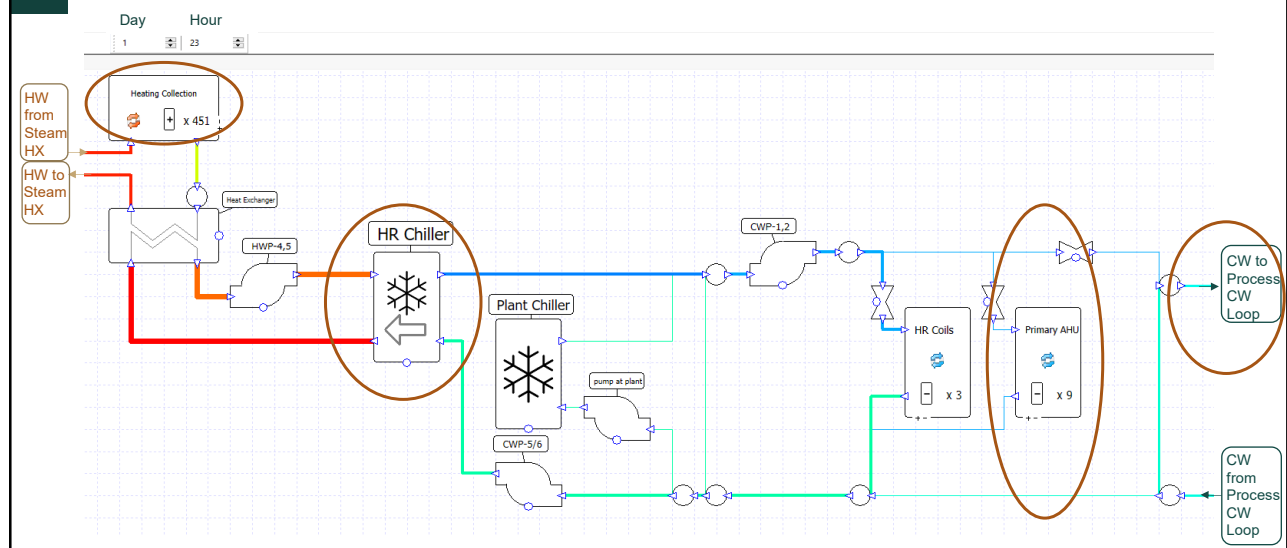 Day Hour
1 23
HW
from
Steam
HX
HW to
Steam
HX
Heating Collection
+ x 451
+
Heat Exchanger
HWP-4,5
HR Chiller
Plant Chiller
pump at plant
CWP-5/6
CWP-1,2
HR Coils
− x 3
+ −
Primary AHU
− x 9
+ −
CW to
Process
CW
Loop
CW
from
Process
CW
Loop